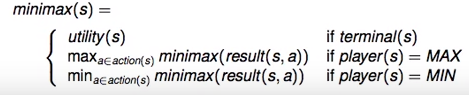 minimax(s) =
utility(s) if terminal(s)
max_{a∈action(s)} minimax(result(s, a)) if player(s) = MAX
min_{a∈action(s)} minimax(result(s, a)) if player(s) = MIN